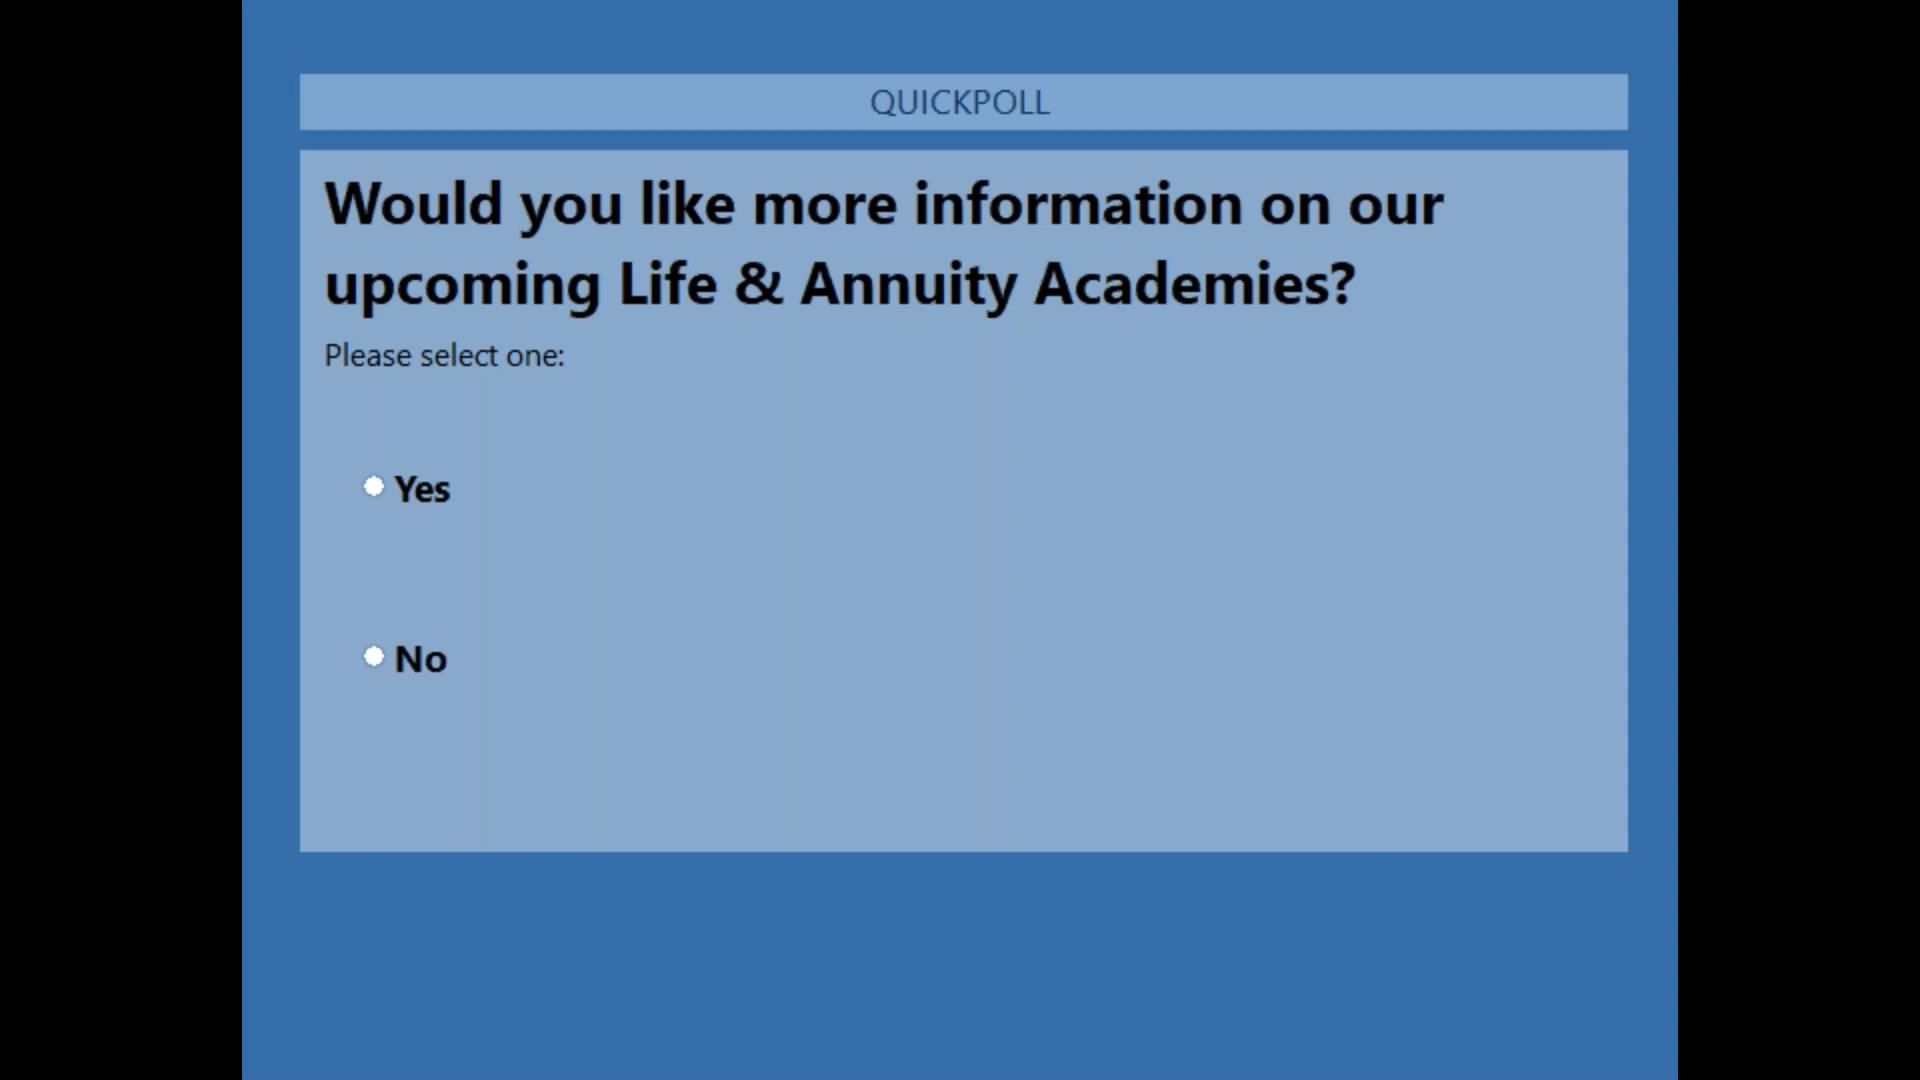 QUICKPOLL
Would you like more information on our
upcoming Life & Annuity Academies?
Please select one:
Yes
No